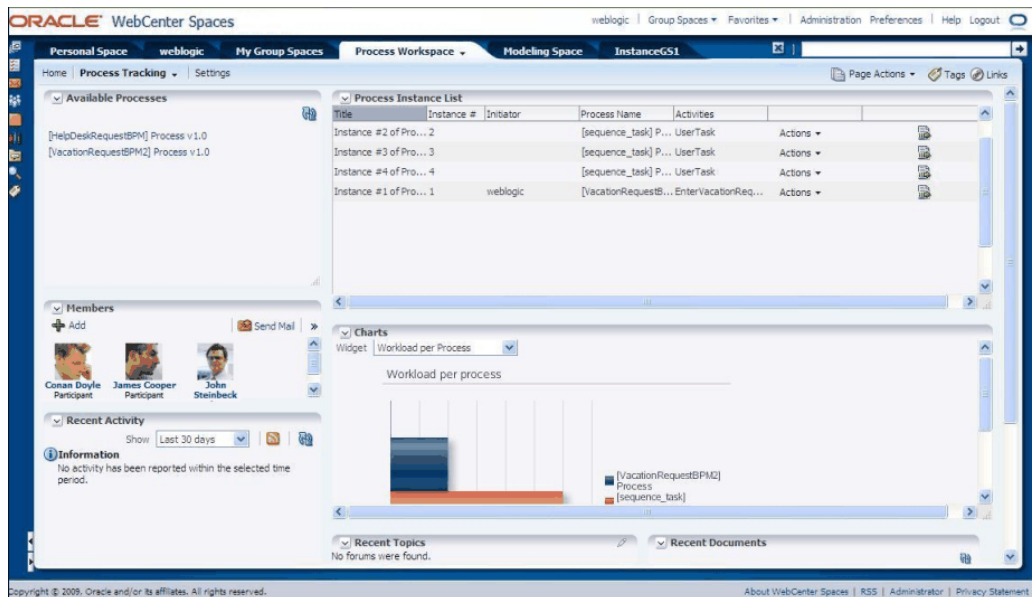 ORACLE WebCenter Spaces
weblogic | Group Spaces | Favorites | Administration Preferences | Help Logout
Personal Space weblogic My Group Spaces Process Workspace Modeling Space InstanceGS1
Home | Process Tracking | Settings
Page Actions Tags Links
Available Processes
[HelpDeskRequestBPM] Process v1.0
[VacationRequestBPM2] Process v1.0
Process Instance List
Title Instance # Initiator Process Name Activities
Instance #2 of Pro... 2 [sequence_task] P... UserTask Actions
Instance #3 of Pro... 3 [sequence_task] P... UserTask Actions
Instance #4 of Pro... 4 [sequence_task] P... UserTask Actions
Instance #1 of Pro... 1 weblogic [VacationRequestB... EnterVacationReq... Actions
Members
Add Send Mail »
Conan Doyle James Cooper John
Participant Participant Steinbeck
Recent Activity
Show Last 30 days
Information
No activity has been reported within the selected time
period.
Charts
Widget Workload per Process
Workload per process
[VacationRequestBPM2]
Process
[sequence_task]
Recent Topics
No forums were found.
Recent Documents
Copyright © 2009, Oracle and/or its affiliates. All rights reserved.
About WebCenter Spaces | RSS | Administrator | Privacy Statement